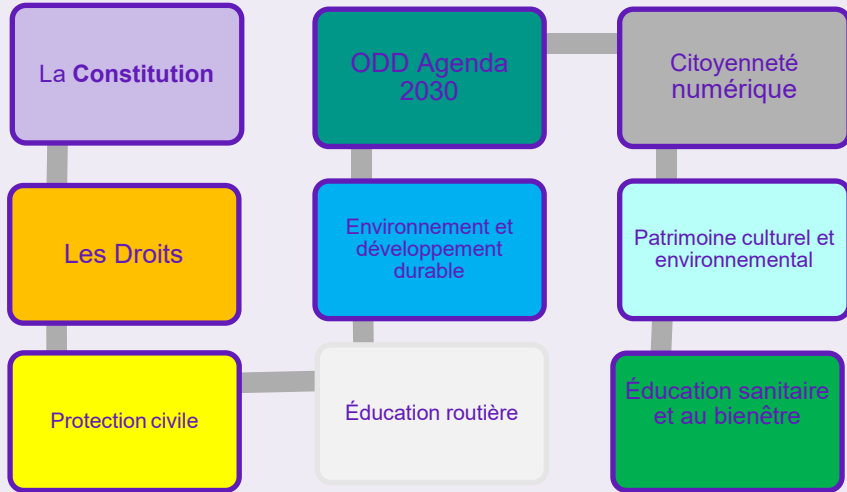 La Constitution
Les Droits
Protection civile
Éducation routière
Environnement et
développement
durable
ODD Agenda
2030
Citoyenneté
numérique
Patrimoine culturel et
environnemental
Éducation sanitaire
et au bienêtre